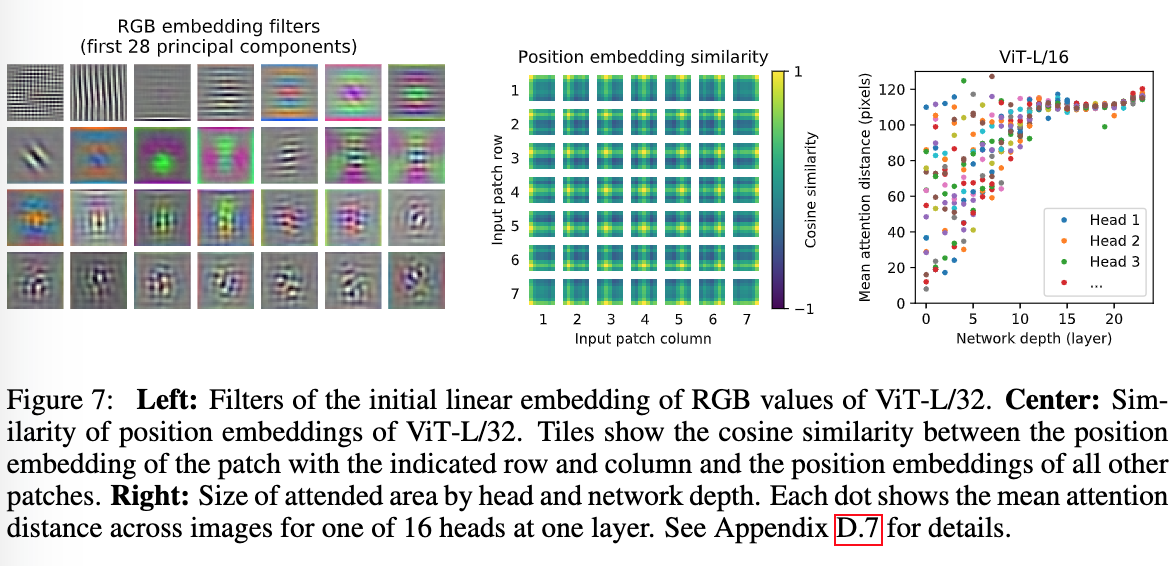 RGB embedding filters
(first 28 principal components)
Position embedding similarity
1
2
3
4
5
6
7
Input patch row
1 2 3 4 5 6 7
Input patch column
1
−1
Cosine similarity
ViT-L/16
120
100
80
60
40
20
0
Mean attention distance (pixels)
Head 1
Head 2
Head 3
...
0 5 10 15 20
Network depth (layer)
Figure 7: Left: Filters of the initial linear embedding of RGB values of ViT-L/32. Center: Sim-
ilarity of position embeddings of ViT-L/32. Tiles show the cosine similarity between the position
embedding of the patch with the indicated row and column and the position embeddings of all other
patches. Right: Size of attended area by head and network depth. Each dot shows the mean attention
distance across images for one of 16 heads at one layer. See Appendix D.7 for details.